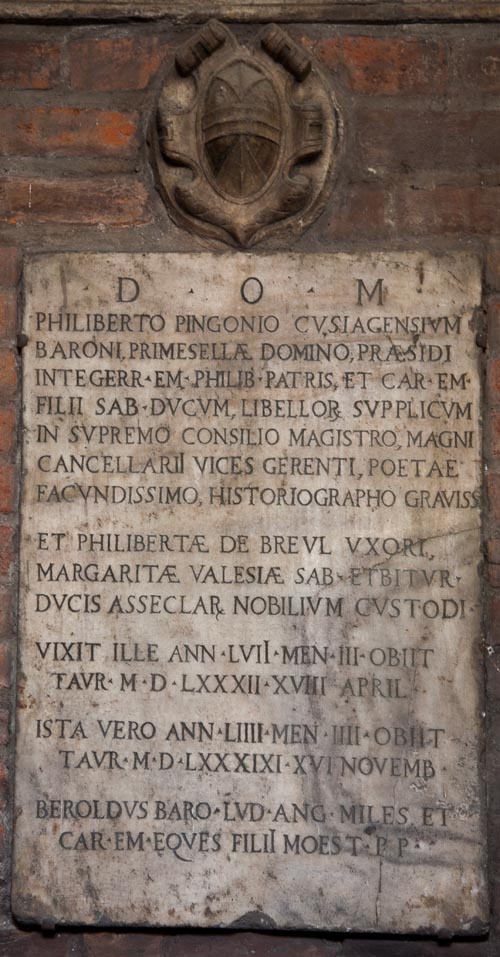 D · O · M
PHILIBERTO PINGONIO CVSIAGENSIVM
BARONI, PRIMESELLÆ DOMINO, PRÆSIDI
INTEGERR·EM·PHILIB·PATRIS, ET CAR·EM·
FILII SAB·DVCVM, LIBELLOR SVPPLICVM
IN SVPREMO CONSILIO MAGISTRO, MAGNI
CANCELLARII VICES GERENTI, POETAE
FACVNDISSIMO, HISTORIOGRAPHO GRAVISS
ET PHILIBERTÆ DE BREVL VXORI,
MARGARITÆ VALESIÆ SAB·ETBITVR·
DVCIS ASSECLAR NOBILIVM CVSTODI·
VIXIT ILLE ANN·LVII·MEN·III·OBIIT
TAVR·M·D·LXXXII·XVIII APRIL·
ISTA VERO ANN·LIIII·MEN·IIII·OBIIT
TAVR·M·D·LXXXIXI·XVI NOVEMB·
BEROLDVS BARO·LVD·ANG·MILES, ET
CAR·EM·EQVES FILII MOEST·P·P·